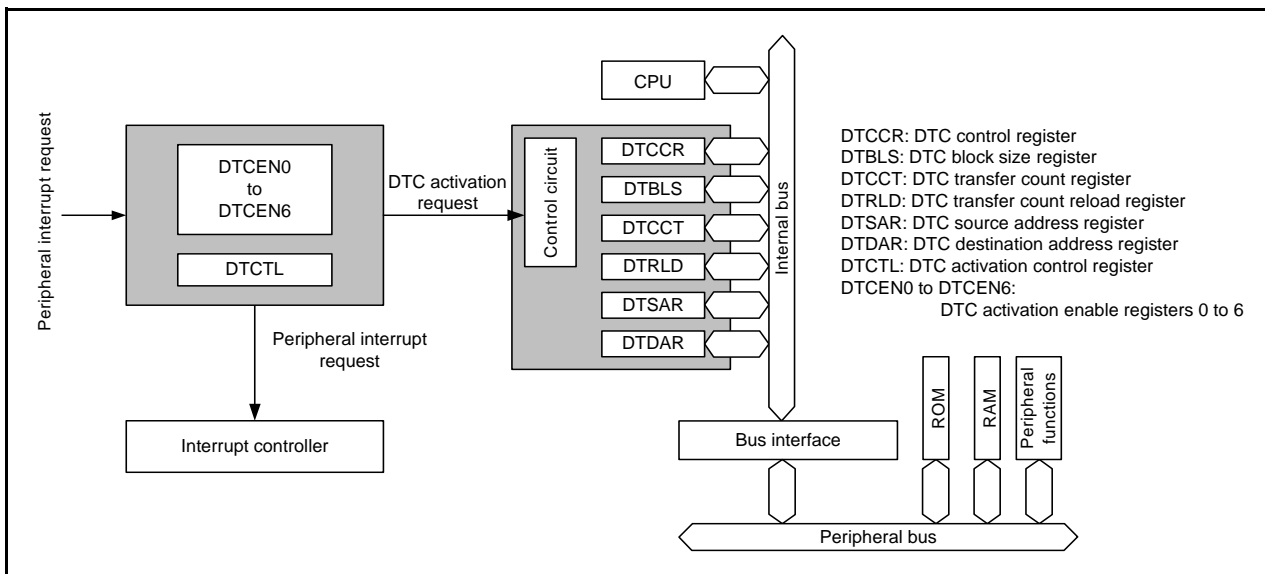 Peripheral interrupt request
DTCEN0
to
DTCEN6
DTCTL
DTC activation
request
Peripheral interrupt
request
Interrupt controller
Control circuit
DTCCR
DTBLS
DTCCT
DTRLD
DTSAR
DTDAR
CPU
Internal bus
DTCCR: DTC control register
DTBLS: DTC block size register
DTCCT: DTC transfer count register
DTRLD: DTC transfer count reload register
DTSAR: DTC source address register
DTDAR: DTC destination address register
DTCTL: DTC activation control register
DTCEN0 to DTCEN6:
DTC activation enable registers 0 to 6
Bus interface
ROM
RAM
Peripheral
functions
Peripheral bus